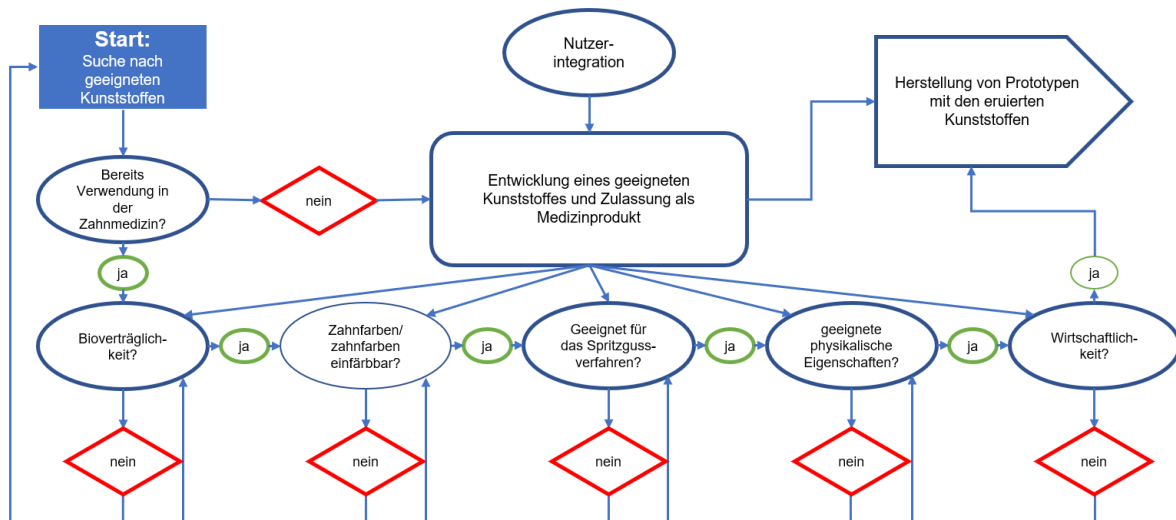 Start:
Suche nach
geeigneten
Kunststoffen
Nutzer-
integration
Herstellung von Prototypen
mit den eruierten
Kunststoffen
Bereits
Verwendung in
der
Zahnmedizin?
nein
Entwicklung eines geeigneten
Kunststoffes und Zulassung als
Medizinprodukt
ja
ja
Bioverträglich-
keit?
ja
Zahnfarben/
zahnfarben
einfärbbar?
ja
Geeignet für
das Spritzguss-
verfahren?
ja
geeignete
physikalische
Eigenschaften?
ja
Wirtschaftlich-
keit?
nein
nein
nein
nein
nein